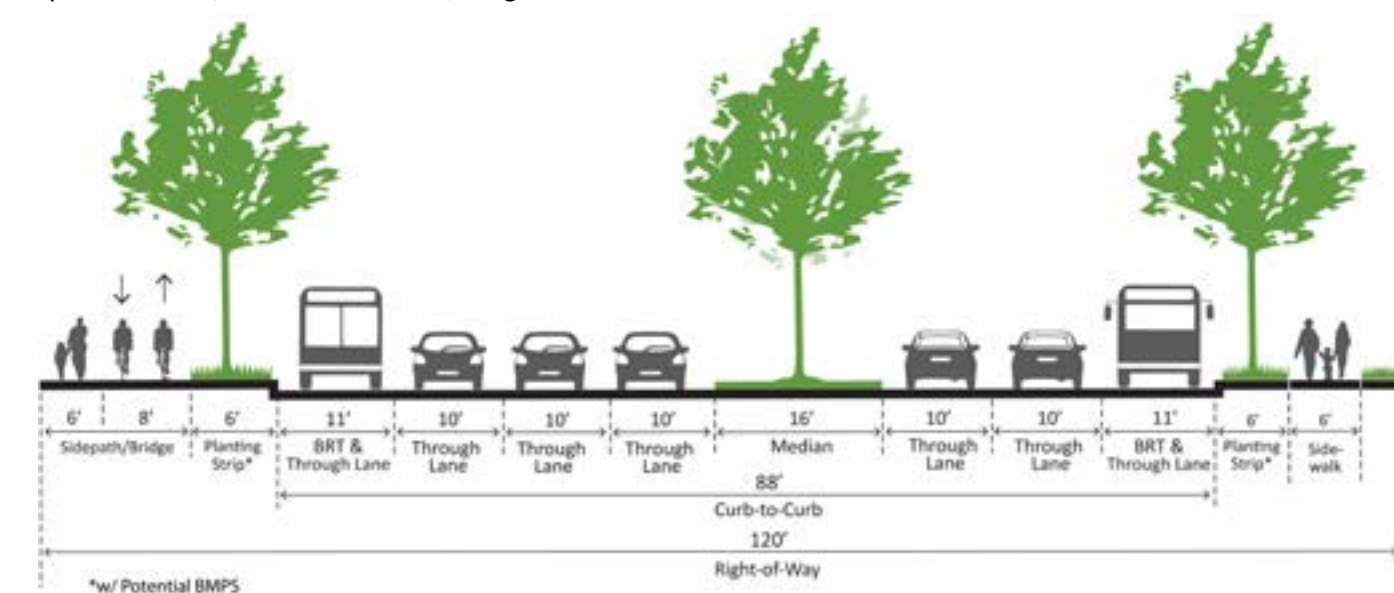 6' 8' 6' 11' 10' 10' 10' 16' 10' 10' 11' 6' 6'
Sidepath/Bridge Planting Strip* BRT & Through Lane Through Lane Through Lane Through Lane Median Through Lane Through Lane BRT & Through Lane Planting Strip* Side-walk
88'
Curb-to-Curb
120'
Right-of-Way
*w/ Potential BMPS